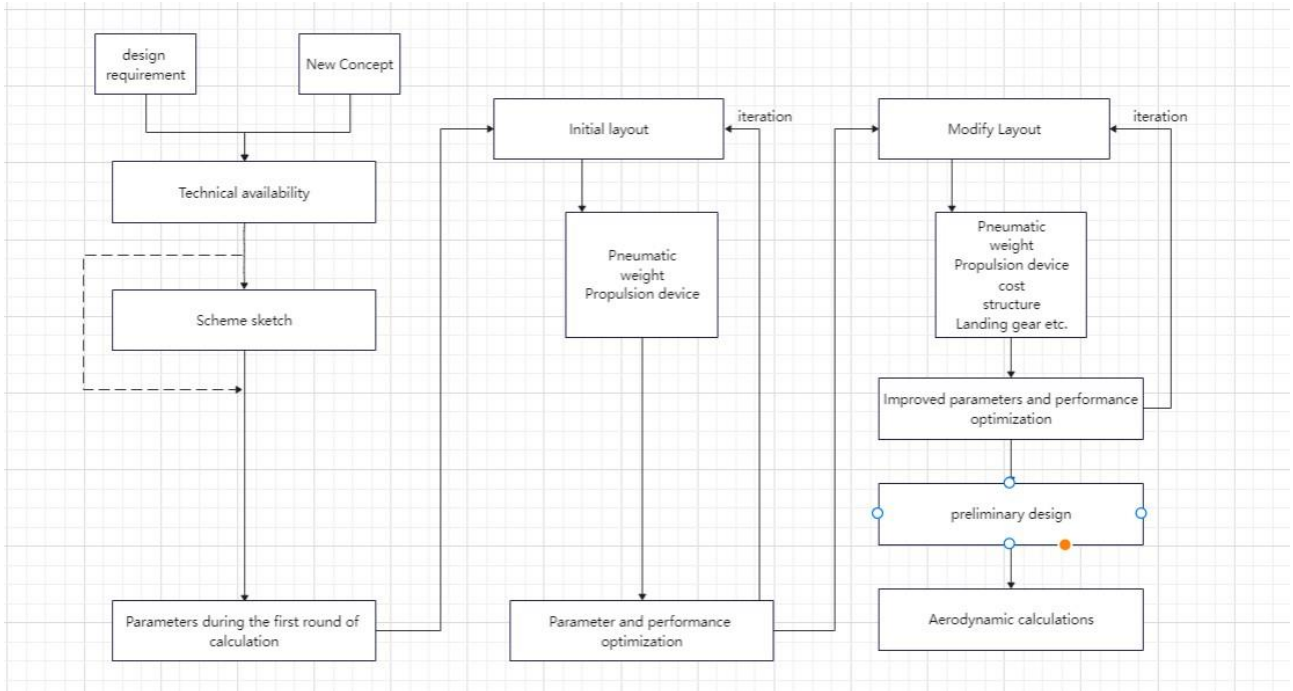 design
requirement
New Concept
Technical availability
Scheme sketch
Parameters during the first round of
calculation
Initial layout
iteration
Pneumatic
weight
Propulsion device
Parameter and performance
optimization
Modify Layout
iteration
Pneumatic
weight
Propulsion device
cost
structure
Landing gear etc.
Improved parameters and performance
optimization
preliminary design
Aerodynamic calculations